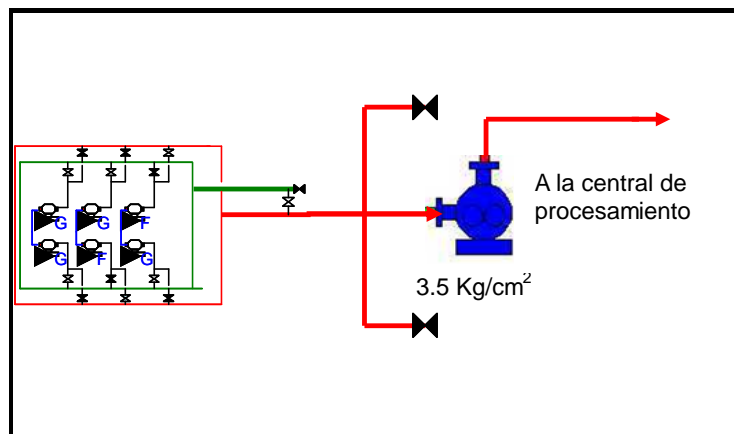 G G F
G F G
A la central de
procesamiento
3.5 Kg/cm²